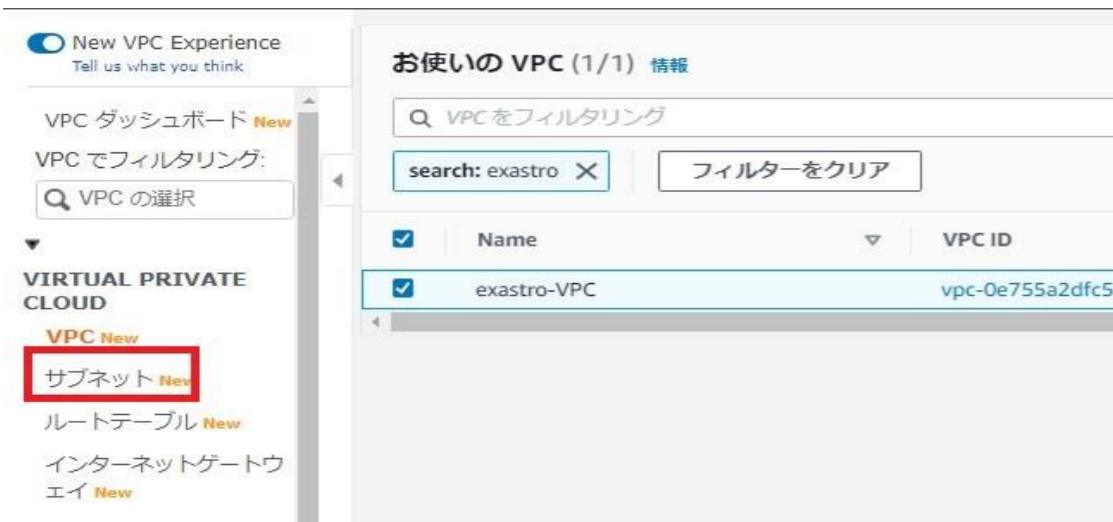 New VPC Experience
Tell us what you think
VPC ダッシュボード New
VPC でフィルタリング:
VPC の選択
VIRTUAL PRIVATE
CLOUD
VPC New
サブネット New
ルートテーブル New
インターネットゲートウ
ェイ New
お使いの VPC (1/1) 情報
VPC をフィルタリング
search: exastro
フィルターをクリア
Name VPC ID
exastro-VPC vpc-0e755a2dfc5